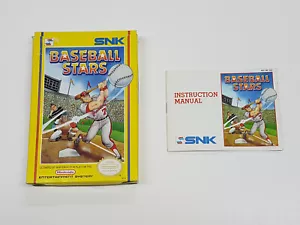 SNK
BASEBALL
STARS
Nintendo
ENTERTAINMENT SYSTEM
BASEBALL
STARS
INSTRUCTION
MANUAL
SNK